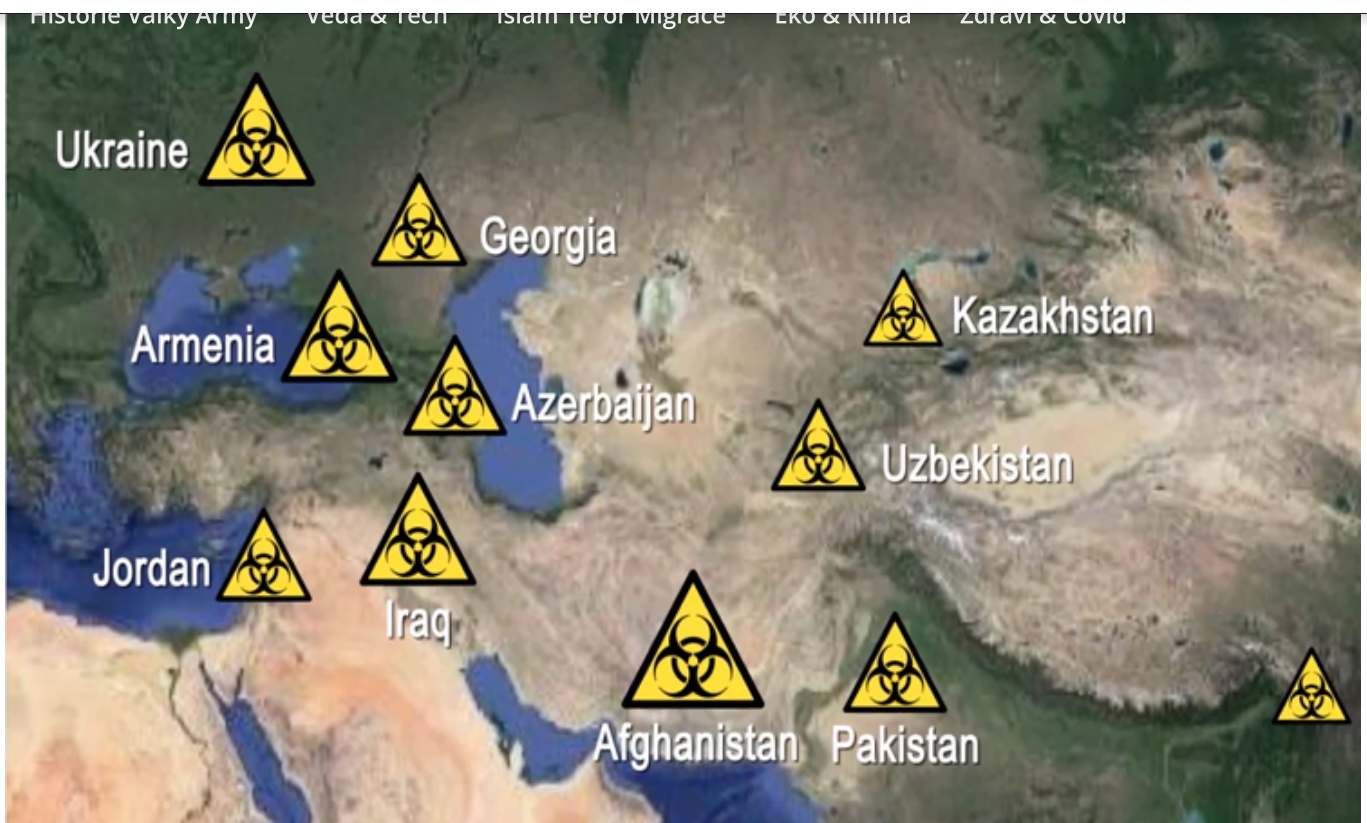 Historie Války Army Věda & Tech Islám Teror Migrace Eko & Klima Zdraví & Covid
Ukraine
Georgia
Armenia
Kazakhstan
Azerbaijan
Uzbekistan
Jordan
Iraq
Afghanistan
Pakistan